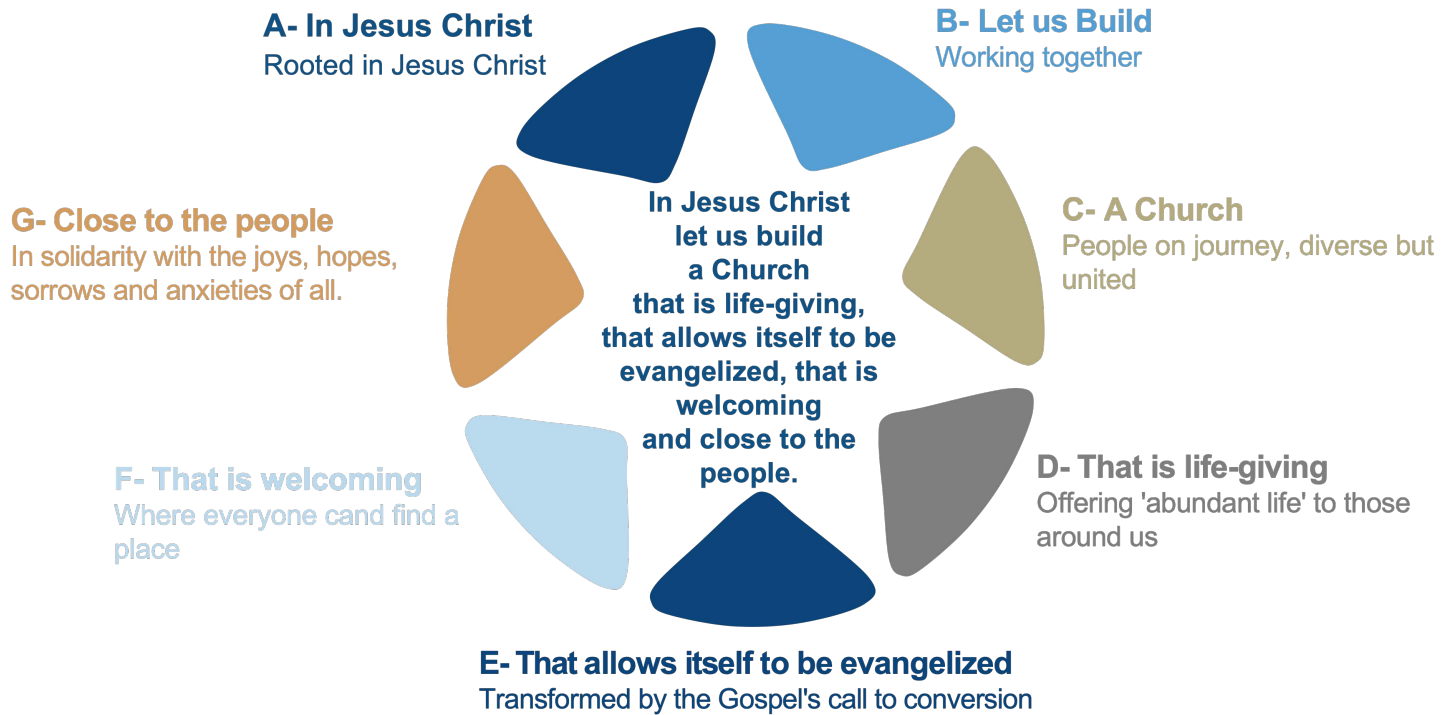 A- In Jesus Christ
Rooted in Jesus Christ
B- Let us Build
Working together
C- A Church
People on journey, diverse but
united
D- That is life-giving
Offering 'abundant life' to those
around us
E- That allows itself to be evangelized
Transformed by the Gospel's call to conversion
F- That is welcoming
Where everyone cand find a
place
G- Close to the people
In solidarity with the joys, hopes,
sorrows and anxieties of all.
In Jesus Christ
let us build
a Church
that is life-giving,
that allows itself to be
evangelized, that is
welcoming
and close to the
people.